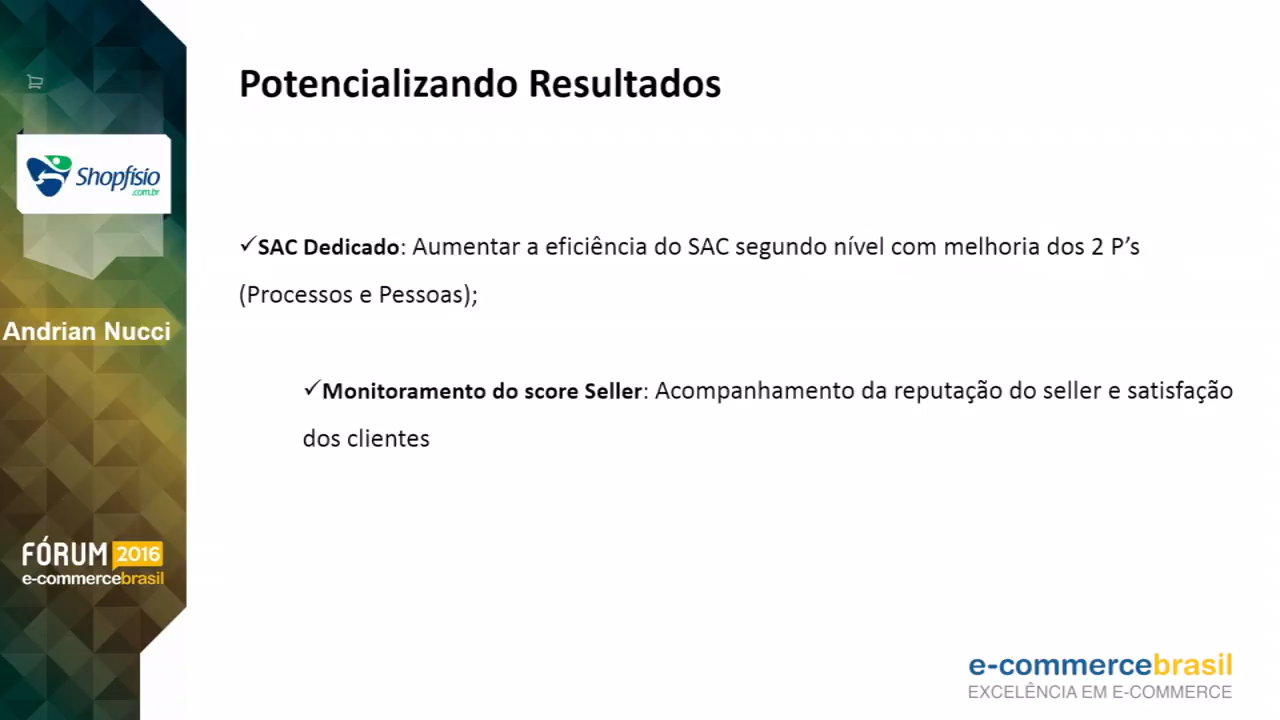 Potencializando Resultados
Shopfísio
.com.br
✓SAC Dedicado: Aumentar a eficiência do SAC segundo nível com melhoria dos 2 P’s
(Processos e Pessoas);
Andrian Nucci
✓Monitoramento do score Seller: Acompanhamento da reputação do seller e satisfação
dos clientes
FÓRUM 2016
e-commercebrasil
e-commercebrasil
EXCELÊNCIA EM E-COMMERCE